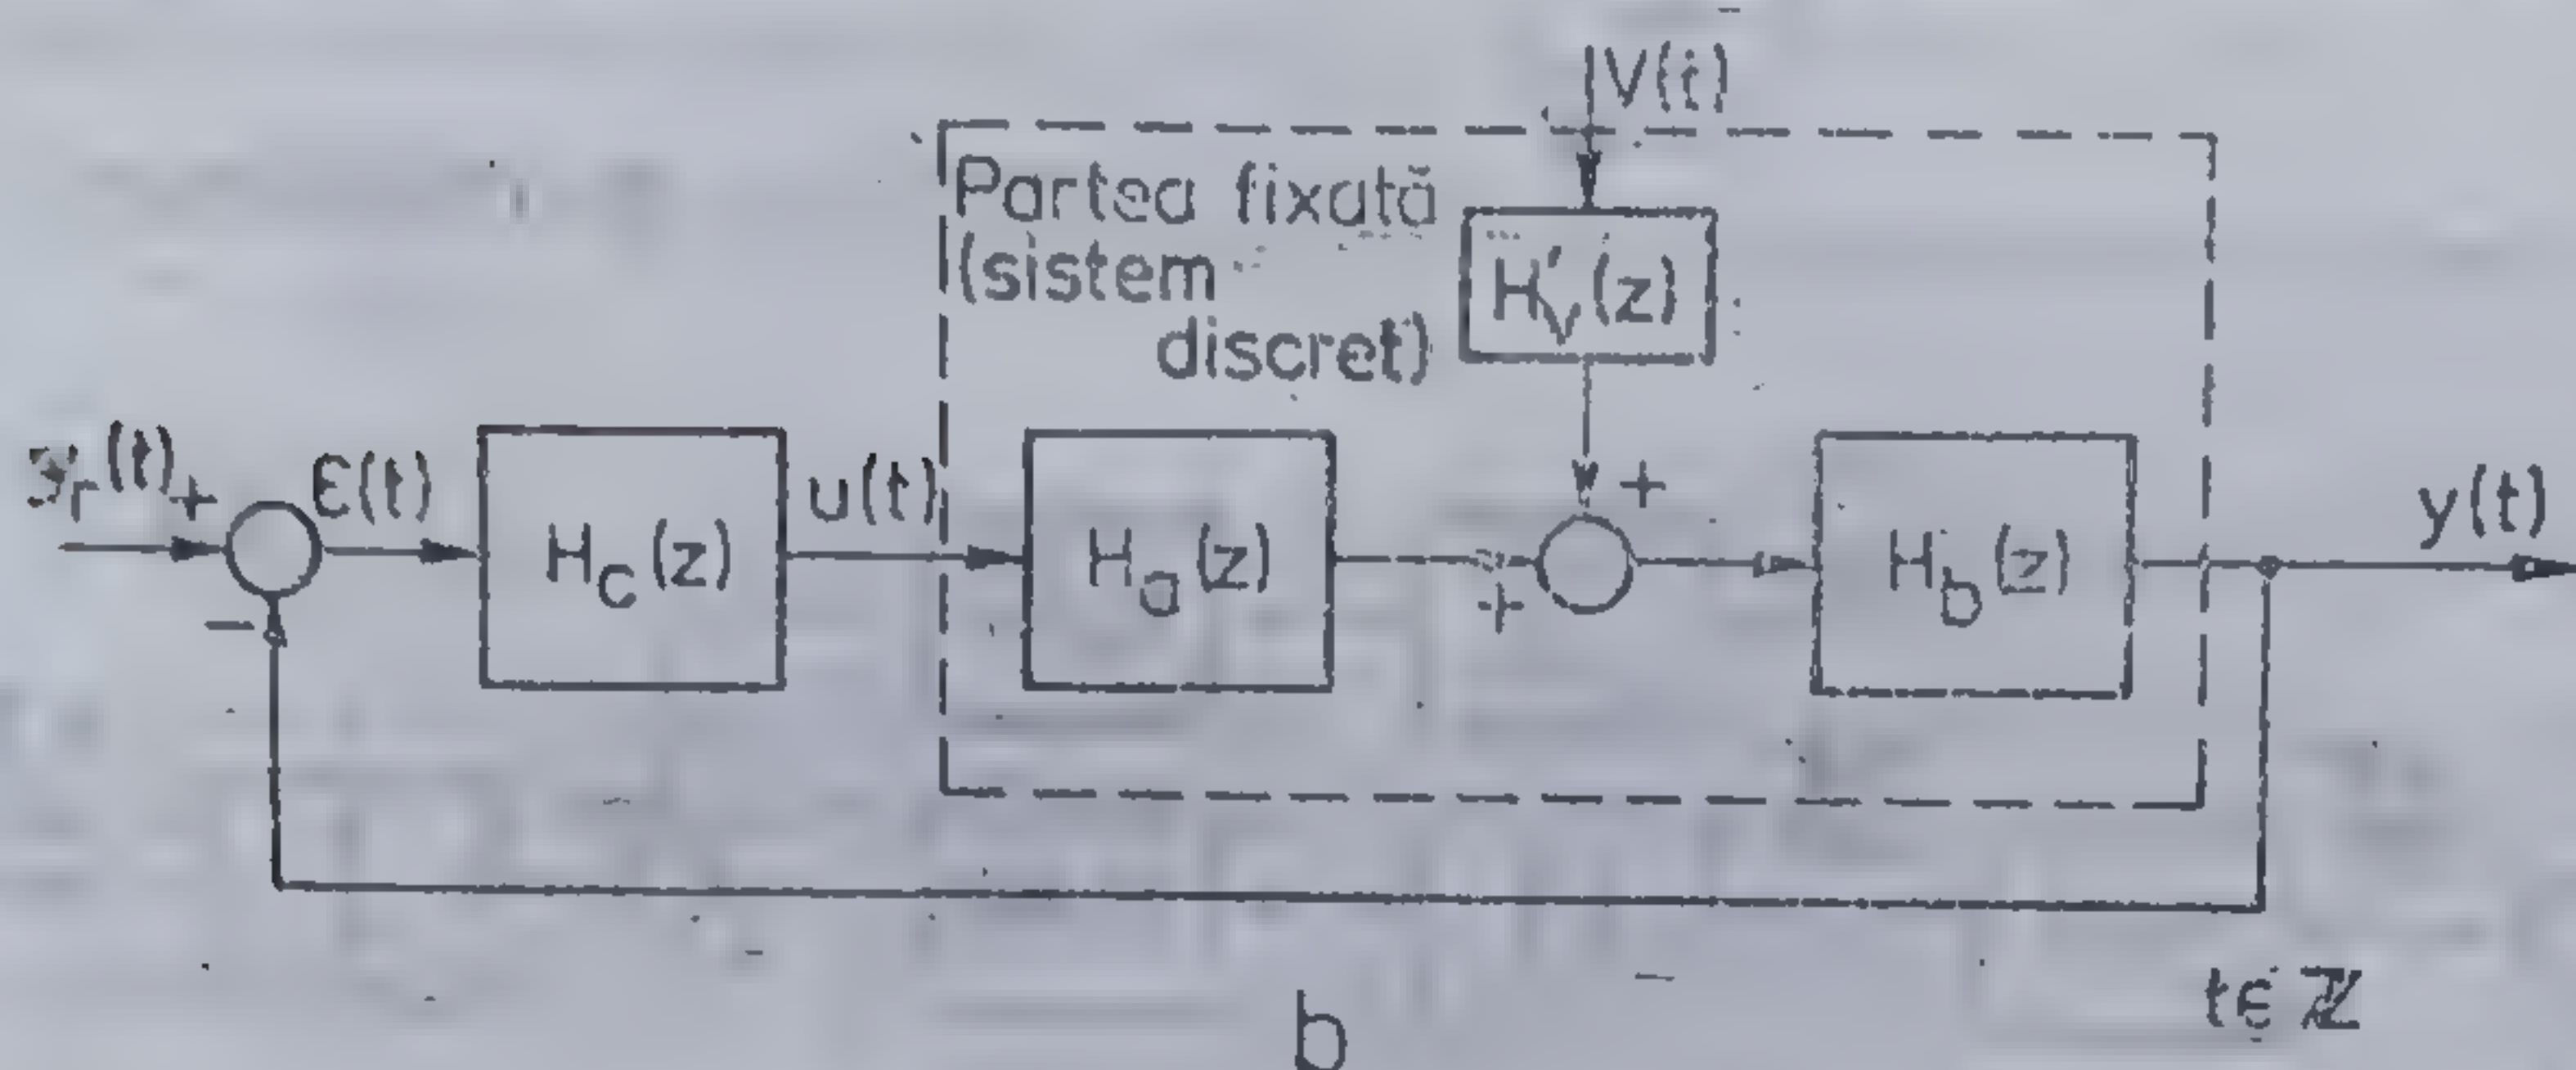 V(t)
Partea fixată
(sistem
discret)
H'v(z)
yr(t) +
ε(t)
Hc(z)
u(t)
Ha(z)
+
+
Hb(z)
y(t)
−
t∈ℤ
b